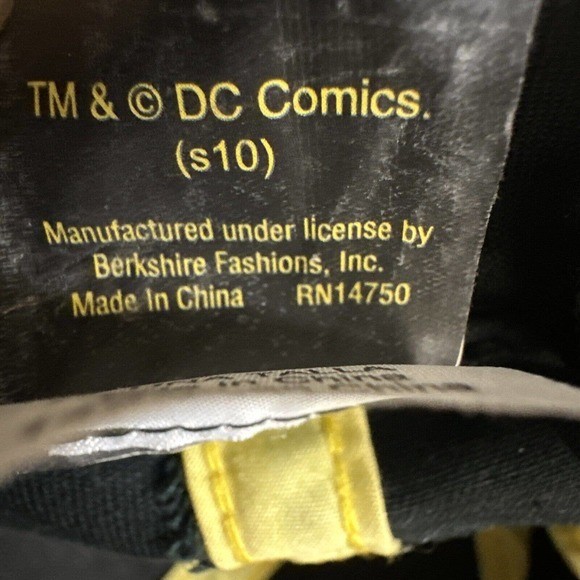 TM & © DC Comics.
(s10)
Manufactured under license by
Berkshire Fashions, Inc.
Made In China RN14750